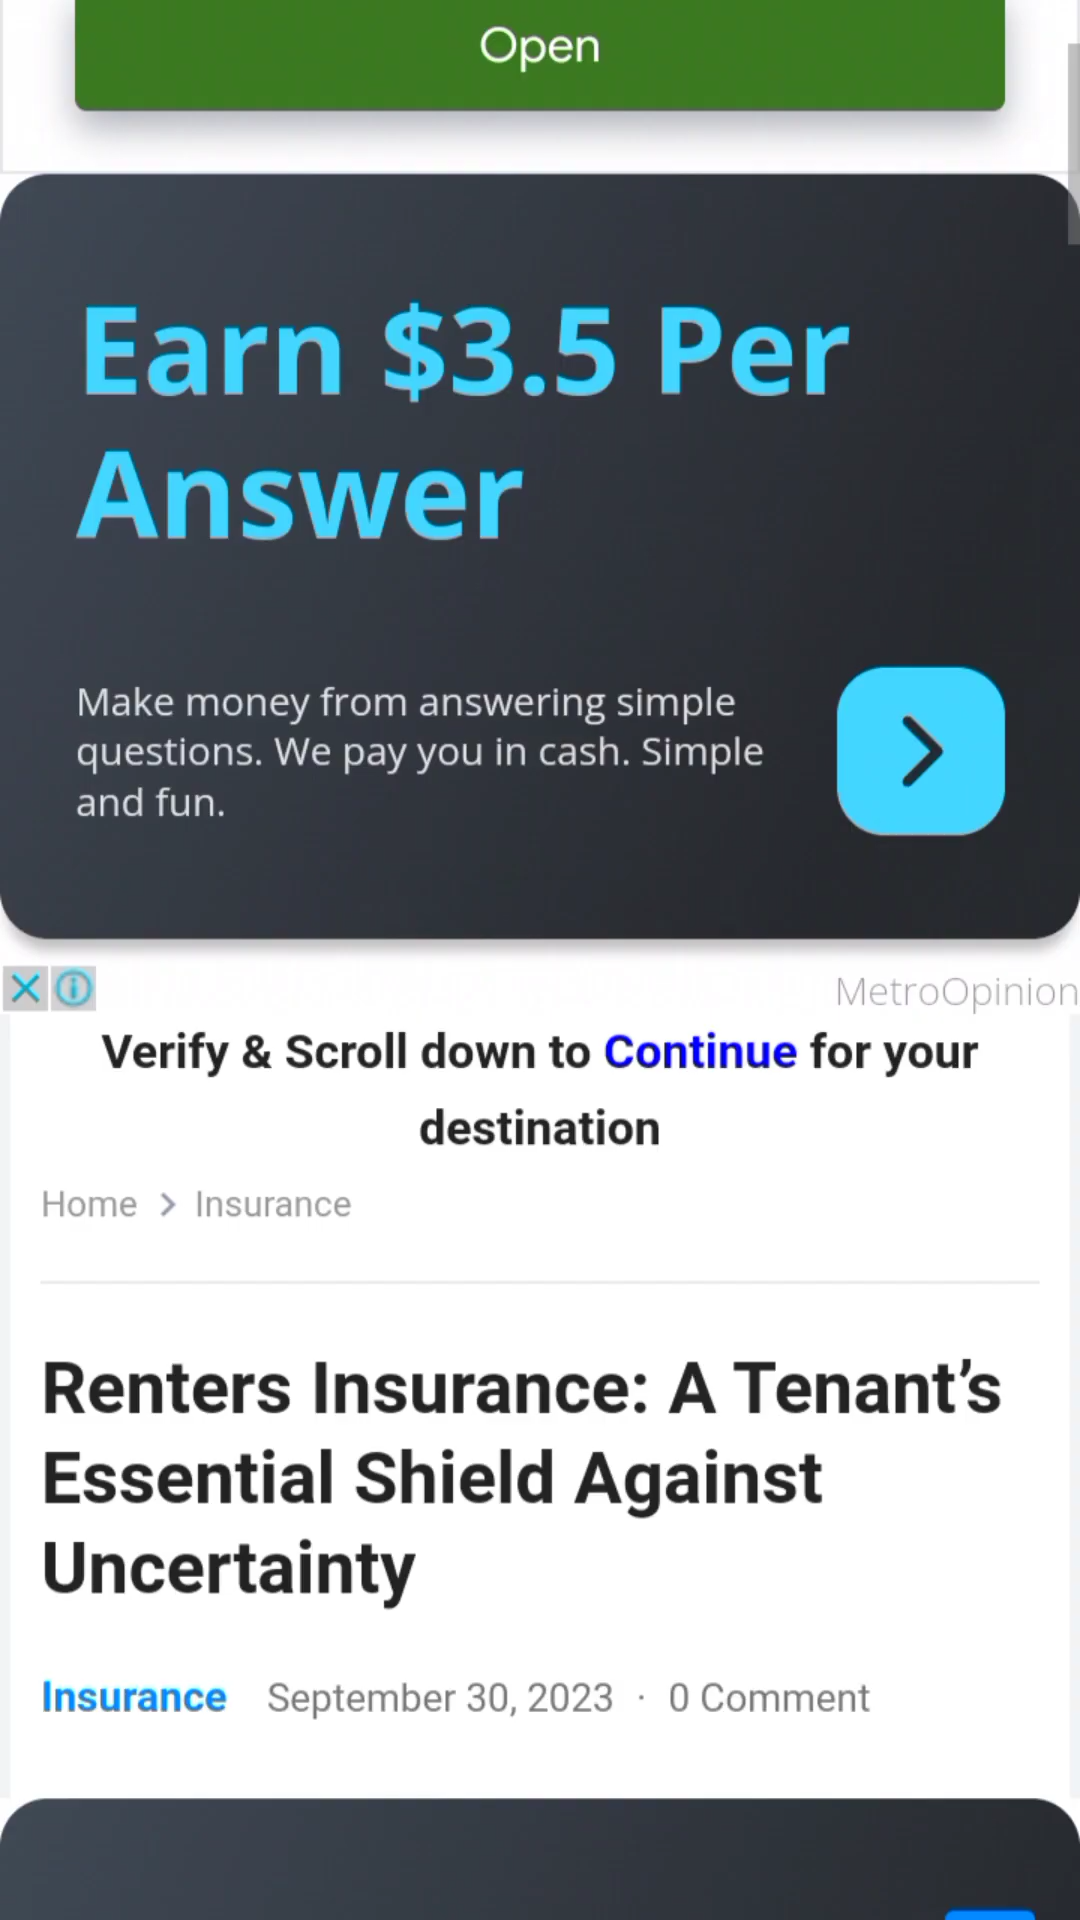 Open
Earn $3.5 Per
Answer
Make money from answering simple
questions. We pay you in cash. Simple
and fun.
MetroOpinion
Verify & Scroll down to Continue for your
destination
Home > Insurance
Renters Insurance: A Tenant’s
Essential Shield Against
Uncertainty
Insurance September 30, 2023 · 0 Comment